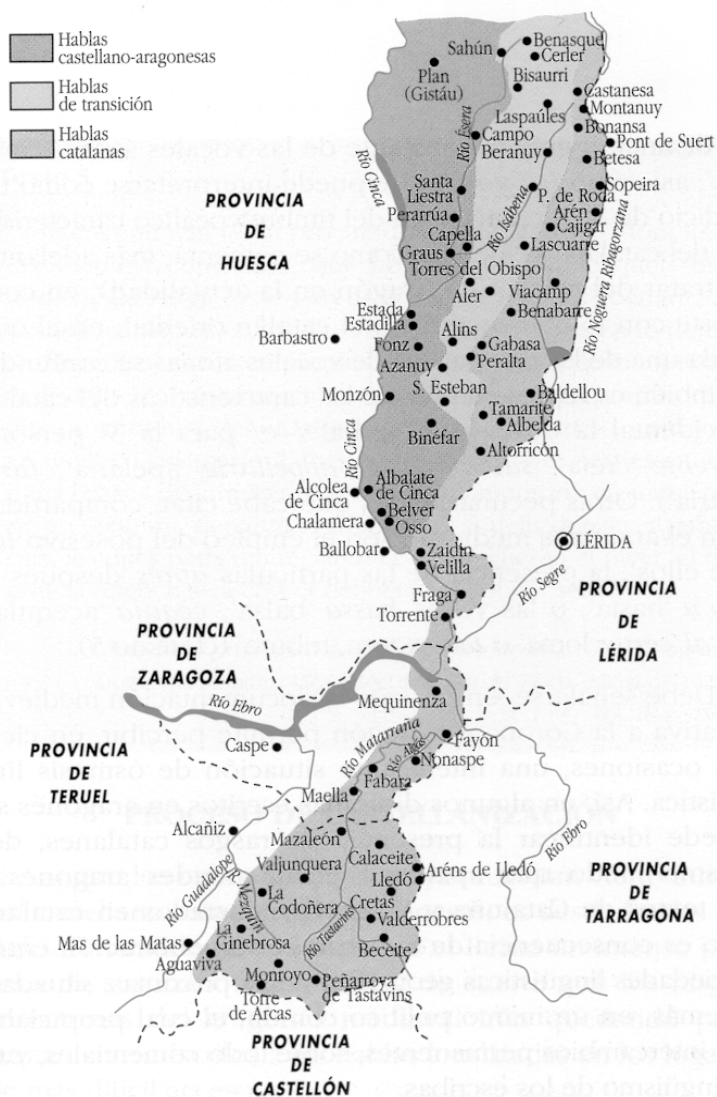 Hablas
castellano-aragonesas
Hablas
de transición
Hablas
catalanas
Sahún
Benasque
Cerler
Plan
(Gistáu)
Bisaurri
Castanesa
Laspaúles
Montanuy
Bonansa
Río Ésera
Campo
Pont de Suert
Beranuy
Betesa
Río Cinca
Santa
Liestra
Río Isábena
Sopeira
PROVINCIA
DE
HUESCA
P. de Roda
Perarrúa
Arén
Cajigar
Capella
Graus
Lascuarre
Torres del Obispo
Río Noguera Ribagorzana
Aler
Viacamp
Benabarre
Estada
Estadilla
Barbastro
Fonz
Alins
Gabasa
Azanuy
Peralta
Monzón
S. Esteban
Baldellou
Tamarite
Albelda
Río Cinca
Binéfar
Altorricón
Albalate
de Cinca
Alcolea
de Cinca
Belver
Chalamera
Osso
LÉRIDA
Ballobar
Zaidín
Velilla
Río Segre
Fraga
PROVINCIA
DE
LÉRIDA
Torrente
PROVINCIA
DE
ZARAGOZA
Río Ebro
Mequinenza
Caspe
Río Matarraña
Fayón
Río Algás
Nonaspe
PROVINCIA
DE
TERUEL
Fabara
Maella
Río Ebro
Alcañiz
Mazaleón
Calaceite
Valjunquera
Aréns de Lledó
Lledó
PROVINCIA
DE
TARRAGONA
Río Guadalope
R. Mezquín
La
Codoñera
Cretas
Valderrobres
La
Ginebrosa
Mas de las Matas
Beceite
Aguaviva
Monroyo
Peñarroya
de Tastavins
Torre
de Arcas
PROVINCIA
DE
CASTELLÓN